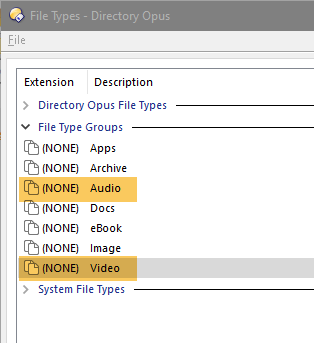 File Types - Directory Opus
File
Extension Description
Directory Opus File Types
File Type Groups
(NONE) Apps
(NONE) Archive
(NONE) Audio
(NONE) Docs
(NONE) eBook
(NONE) Image
(NONE) Video
System File Types